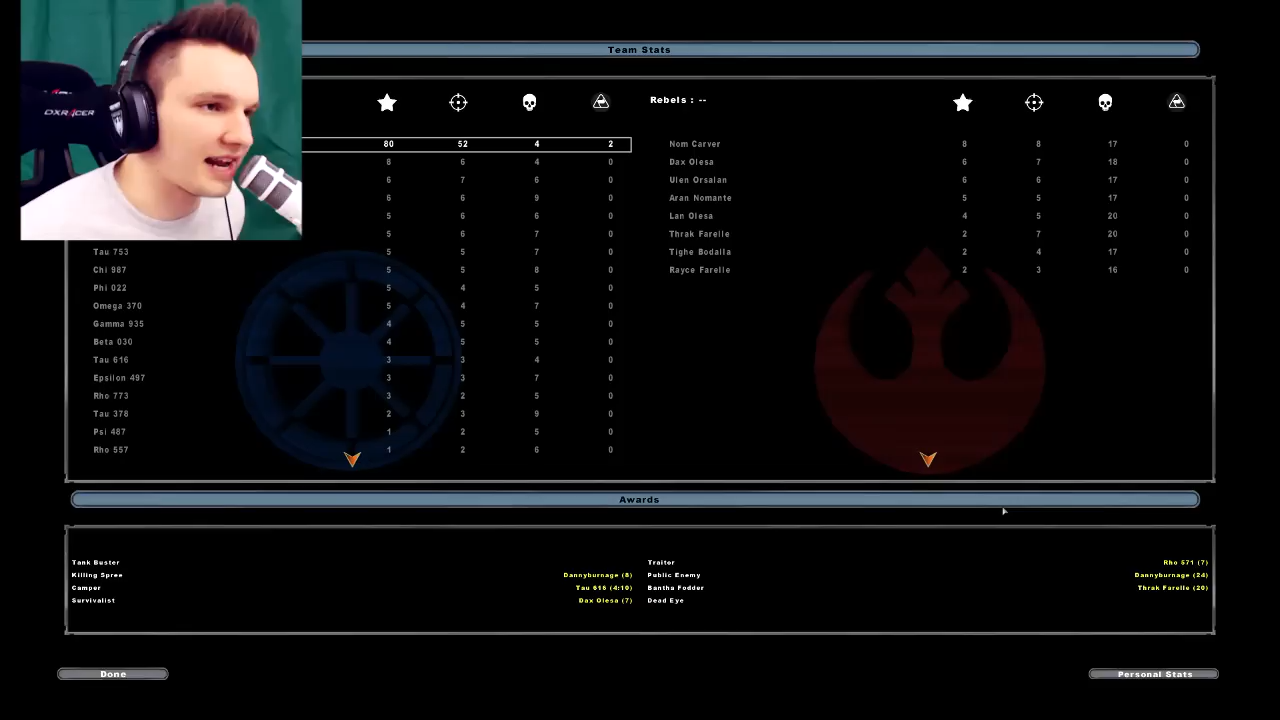 Team Stats
DXRACER
Rebels : --
80 52 4 2
8 6 4 0
6 7 6 0
6 6 9 0
5 6 6 0
5 6 7 0
Tau 753 5 5 7 0
Chi 987 5 5 8 0
Phi 022 5 4 5 0
Omega 370 5 4 7 0
Gamma 935 4 5 5 0
Beta 030 4 5 5 0
Tau 616 3 3 4 0
Epsilon 497 3 3 7 0
Rho 773 3 2 5 0
Tau 378 2 3 9 0
Psi 487 1 2 5 0
Rho 557 1 2 6 0
Nom Carver 8 8 17 0
Dax Olesa 6 7 18 0
Ulen Orsalan 6 6 17 0
Aran Nomante 5 5 17 0
Lan Olesa 4 5 20 0
Thrak Farelle 2 7 20 0
Tighe Bodalla 2 4 17 0
Rayce Farelle 2 3 16 0
Awards
Tank Buster
Killing Spree Dannyburnage (8)
Camper Tau 616 (4:10)
Survivalist Dax Olesa (7)
Traitor Rho 571 (7)
Public Enemy Dannyburnage (24)
Bantha Fodder Thrak Farelle (20)
Dead Eye
Done
Personal Stats